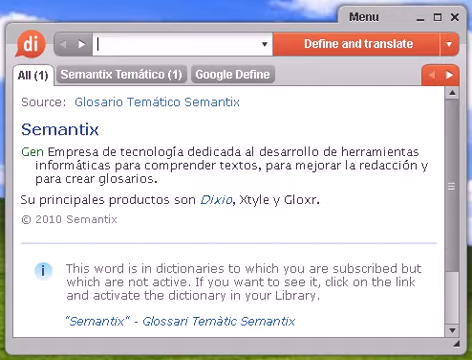 Menu
di
Define and translate
All (1)
Semantix Temático (1)
Google Define
Source: Glosario Temático Semantix
Semantix
Gen Empresa de tecnología dedicada al desarrollo de herramientas
informáticas para comprender textos, para mejorar la redacción y
para crear glosarios.
Su principales productos son Dixio, Xtyle y Gloxr.
© 2010 Semantix
i
This word is in dictionaries to which you are subscribed but
which are not active. If you want to see it, click on the link
and activate the dictionary in your Library.
"Semantix" - Glossari Temàtic Semantix